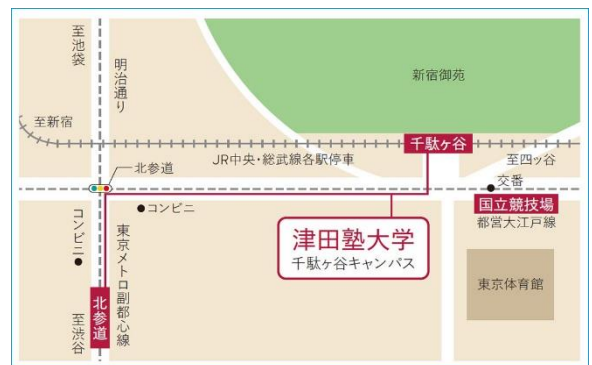 至池袋
明治通り
新宿御苑
至新宿
千駄ヶ谷
北参道
JR中央・総武線各駅停車
至四ッ谷
交番
コンビニ
コンビニ
国立競技場
都営大江戸線
津田塾大学
千駄ヶ谷キャンパス
東京メトロ副都心線
東京体育館
北参道
至渋谷